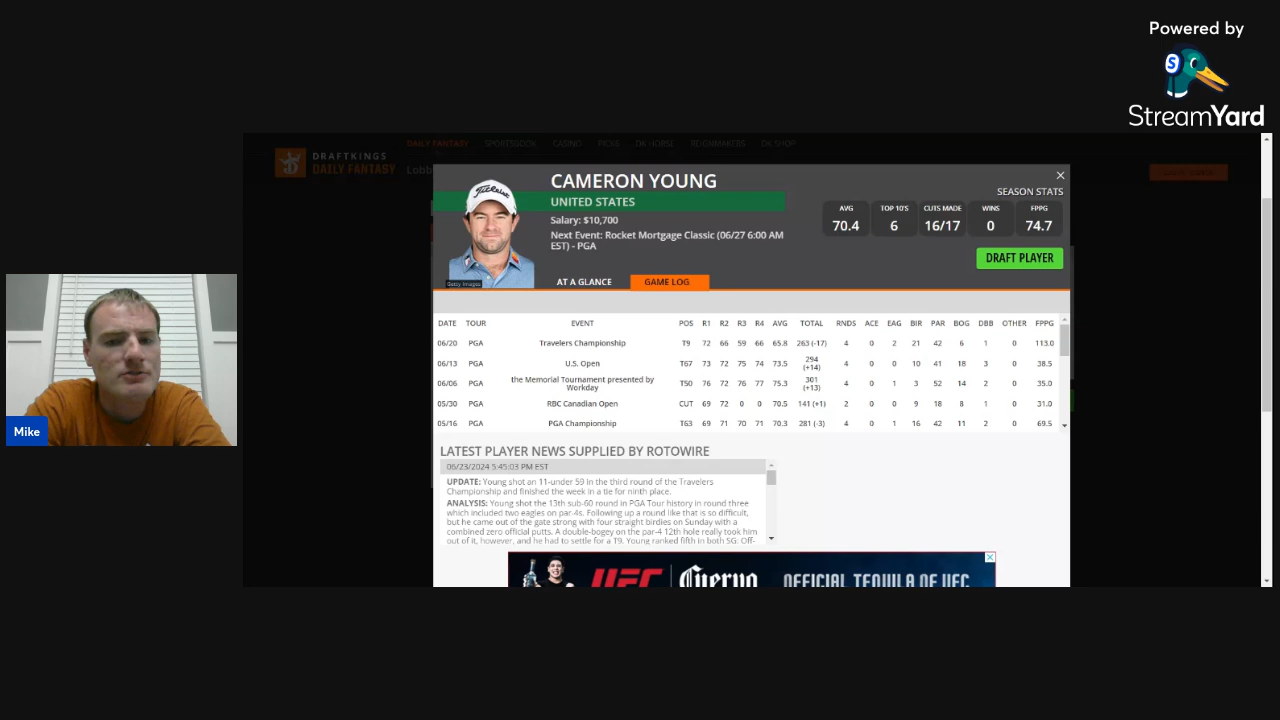 Powered by
StreamYard
DRAFTKINGS
DAILY FANTASY
DAILY FANTASY SPORTSBOOK CASINO PICKS DK HORSE REIGNMAKERS DK SHOP
Lobb
CAMERON YOUNG
UNITED STATES
Salary: $10,700
Next Event: Rocket Mortgage Classic (06/27 6:00 AM
EST) - PGA
SEASON STATS
AVG TOP 10'S CUTS MADE WINS FPPG
70.4 6 16/17 0 74.7
DRAFT PLAYER
Getty Images
AT A GLANCE GAME LOG
DATE TOUR EVENT POS R1 R2 R3 R4 AVG TOTAL RNDS ACE EAG BIR PAR BOG DBB OTHER FPPG
06/20 PGA Travelers Championship T9 72 66 59 66 65.8 263 (-17) 4 0 2 21 42 6 1 0 113.0
06/13 PGA U.S. Open T67 73 72 75 74 73.5 294 (+14) 4 0 0 10 41 18 3 0 38.5
06/06 PGA the Memorial Tournament presented by Workday T50 76 72 76 77 75.3 301 (+13) 4 0 1 3 52 14 2 0 35.0
05/30 PGA RBC Canadian Open CUT 69 72 0 0 70.5 141 (+1) 2 0 0 9 18 8 1 0 31.0
05/16 PGA PGA Championship T63 69 71 70 71 70.3 281 (-3) 4 0 1 16 42 11 2 0 69.5
LATEST PLAYER NEWS SUPPLIED BY ROTOWIRE
06/23/2024 5:45:03 PM EST
UPDATE: Young shot an 11-under 59 in the third round of the Travelers
Championship and finished the week in a tie for ninth place.
ANALYSIS: Young shot the 13th sub-60 round in PGA Tour history in round three
which included two eagles on par-4s. Following up a round like that is so difficult,
but he came out of the gate strong with four straight birdies on Sunday with a
combined zero official putts. A double-bogey on the par-4 12th hole really took him
out of it, however, and he had to settle for a T9. Young ranked fifth in both SG: Off-
UFC Cuervo OFFICIAL TEQUILA OF UFC
Mike
Titleist